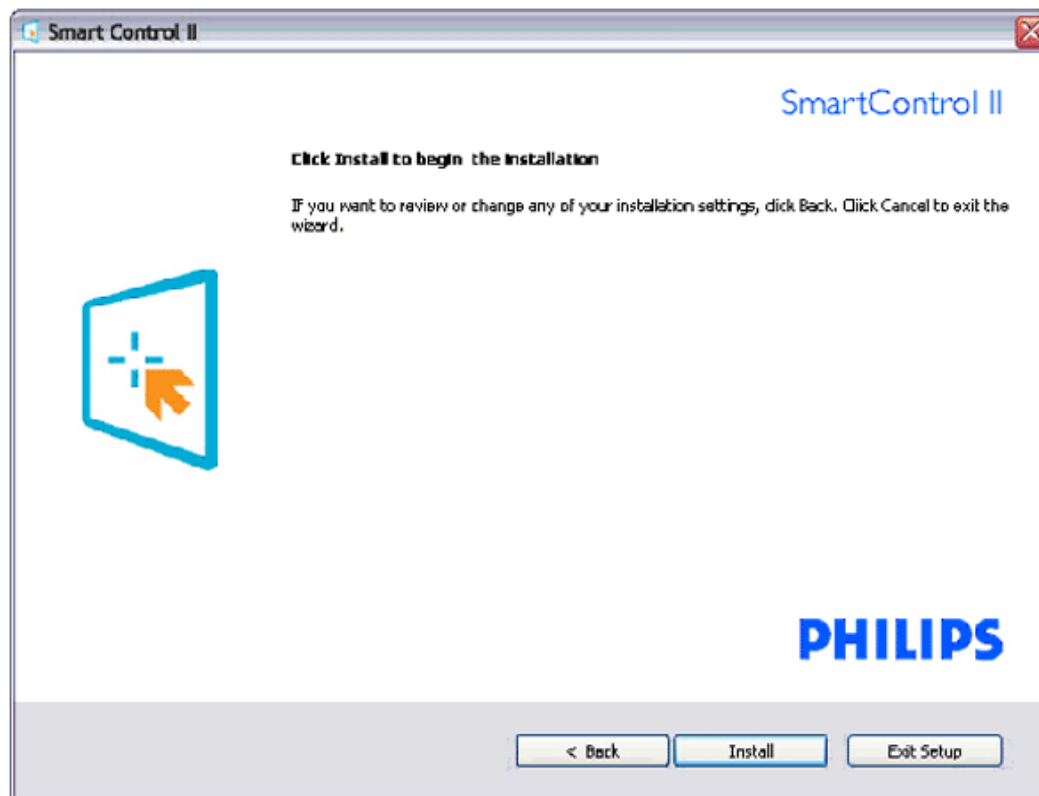 Smart Control II
SmartControl II
Click Install to begin the installation
If you want to review or change any of your installation settings, click Back. Click Cancel to exit the
wizard.
PHILIPS
< Back
Install
Exit Setup